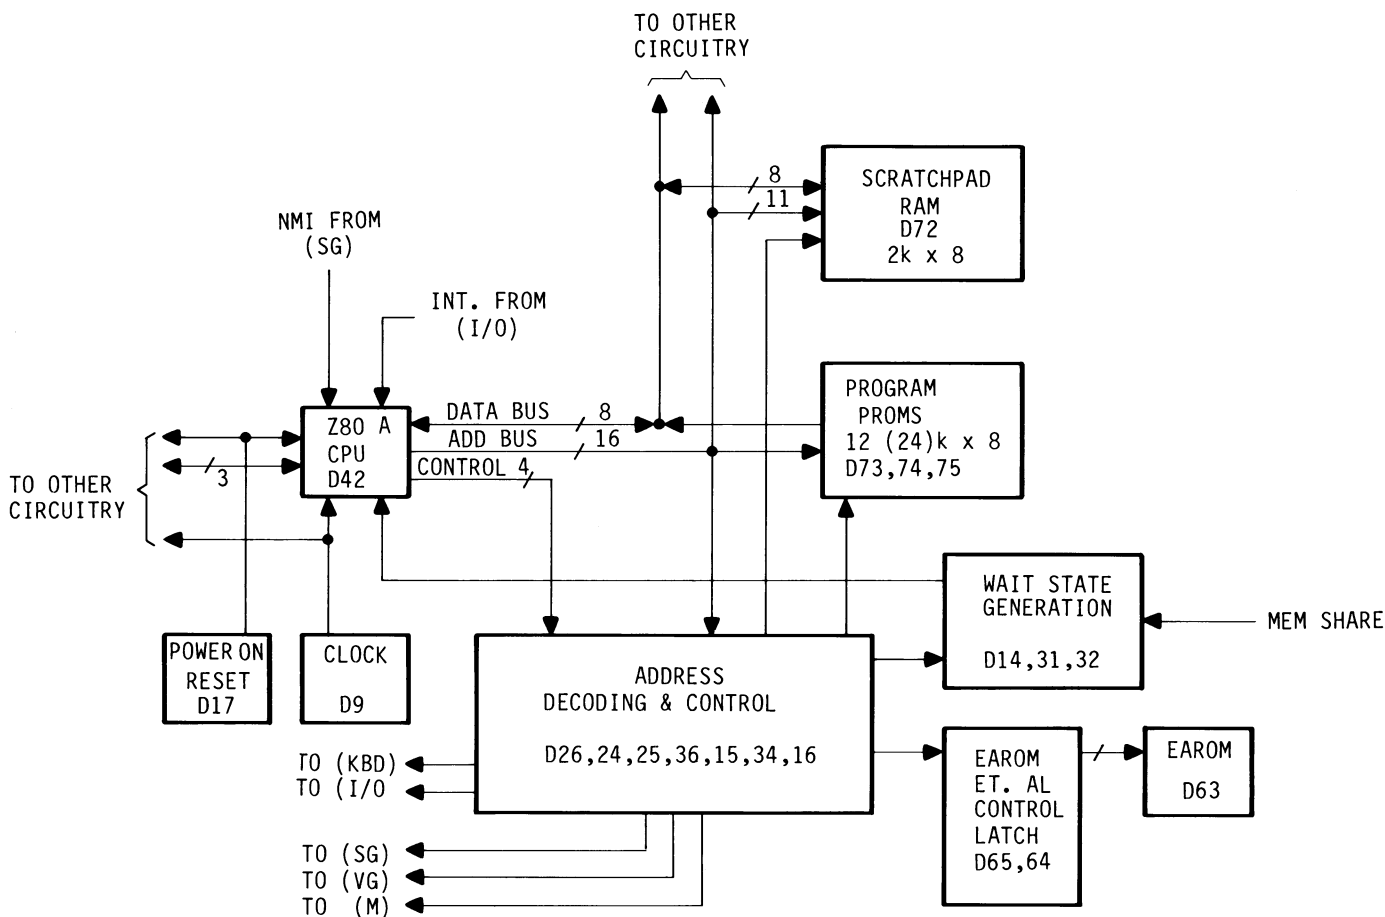 TO OTHER
CIRCUITRY
8
11
SCRATCHPAD
RAM
D72
2k x 8
NMI FROM
(SG)
INT. FROM
(I/O)
Z80 A
CPU
D42
DATA BUS 8
ADD BUS 16
CONTROL 4
PROGRAM
PROMS
12 (24)k x 8
D73,74,75
3
TO OTHER
CIRCUITRY
POWER ON
RESET
D17
CLOCK
D9
ADDRESS
DECODING & CONTROL
D26,24,25,36,15,34,16
WAIT STATE
GENERATION
D14,31,32
MEM SHARE
EAROM
ET. AL
CONTROL
LATCH
D65,64
EAROM
D63
TO (KBD)
TO (I/O
TO (SG)
TO (VG)
TO (M)